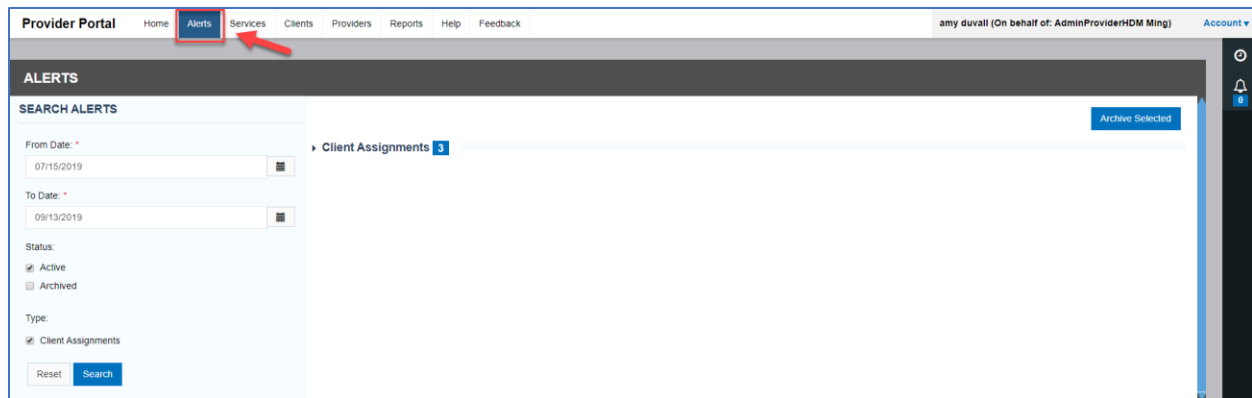 Provider Portal Home Alerts Services Clients Providers Reports Help Feedback amy duvall (On behalf of: AdminProviderHDM Ming) Account
ALERTS
0
SEARCH ALERTS
Archive Selected
From Date: *
Client Assignments 3
07/15/2019
To Date: *
09/13/2019
Status:
Active
Archived
Type:
Client Assignments
Reset Search